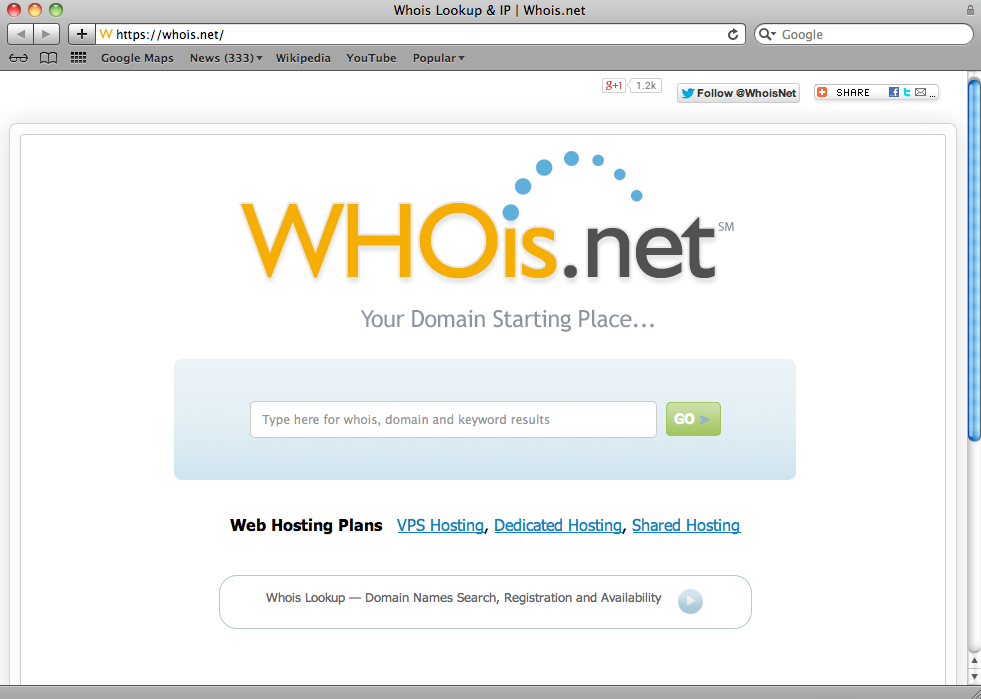 Whois Lookup & IP | Whois.net
W https://whois.net/
Google
Google Maps News (333) Wikipedia YouTube Popular
g+1 1.2k
Follow @WhoisNet
SHARE ...
WHOis.net SM
Your Domain Starting Place...
Type here for whois, domain and keyword results
GO
Web Hosting Plans VPS Hosting, Dedicated Hosting, Shared Hosting
Whois Lookup — Domain Names Search, Registration and Availability